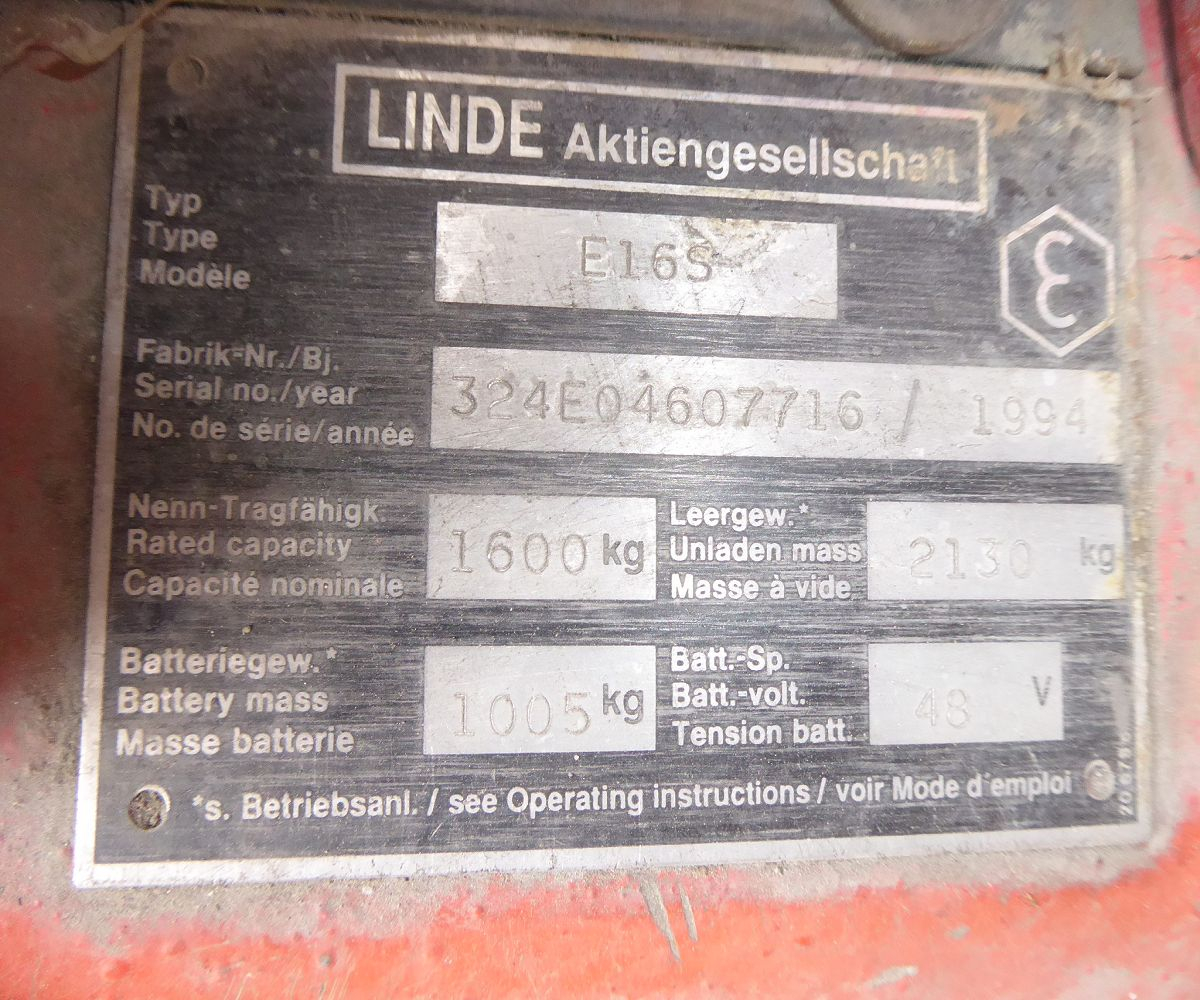 LINDE Aktiengesellschaft
Typ
Type
Modèle
E16S
Fabrik-Nr./Bj.
Serial no./year
No. de série/année
324E04607716 / 1994
Nenn-Tragfähigk.
Rated capacity
Capacité nominale
1600 kg
Leergew.*
Unladen mass
Masse à vide
2130 kg
Batteriegew.*
Battery mass
Masse batterie
1005 kg
Batt.-Sp.
Batt.-volt.
Tension batt.
48 V
*s. Betriebsanl. / see Operating instructions / voir Mode d'emploi